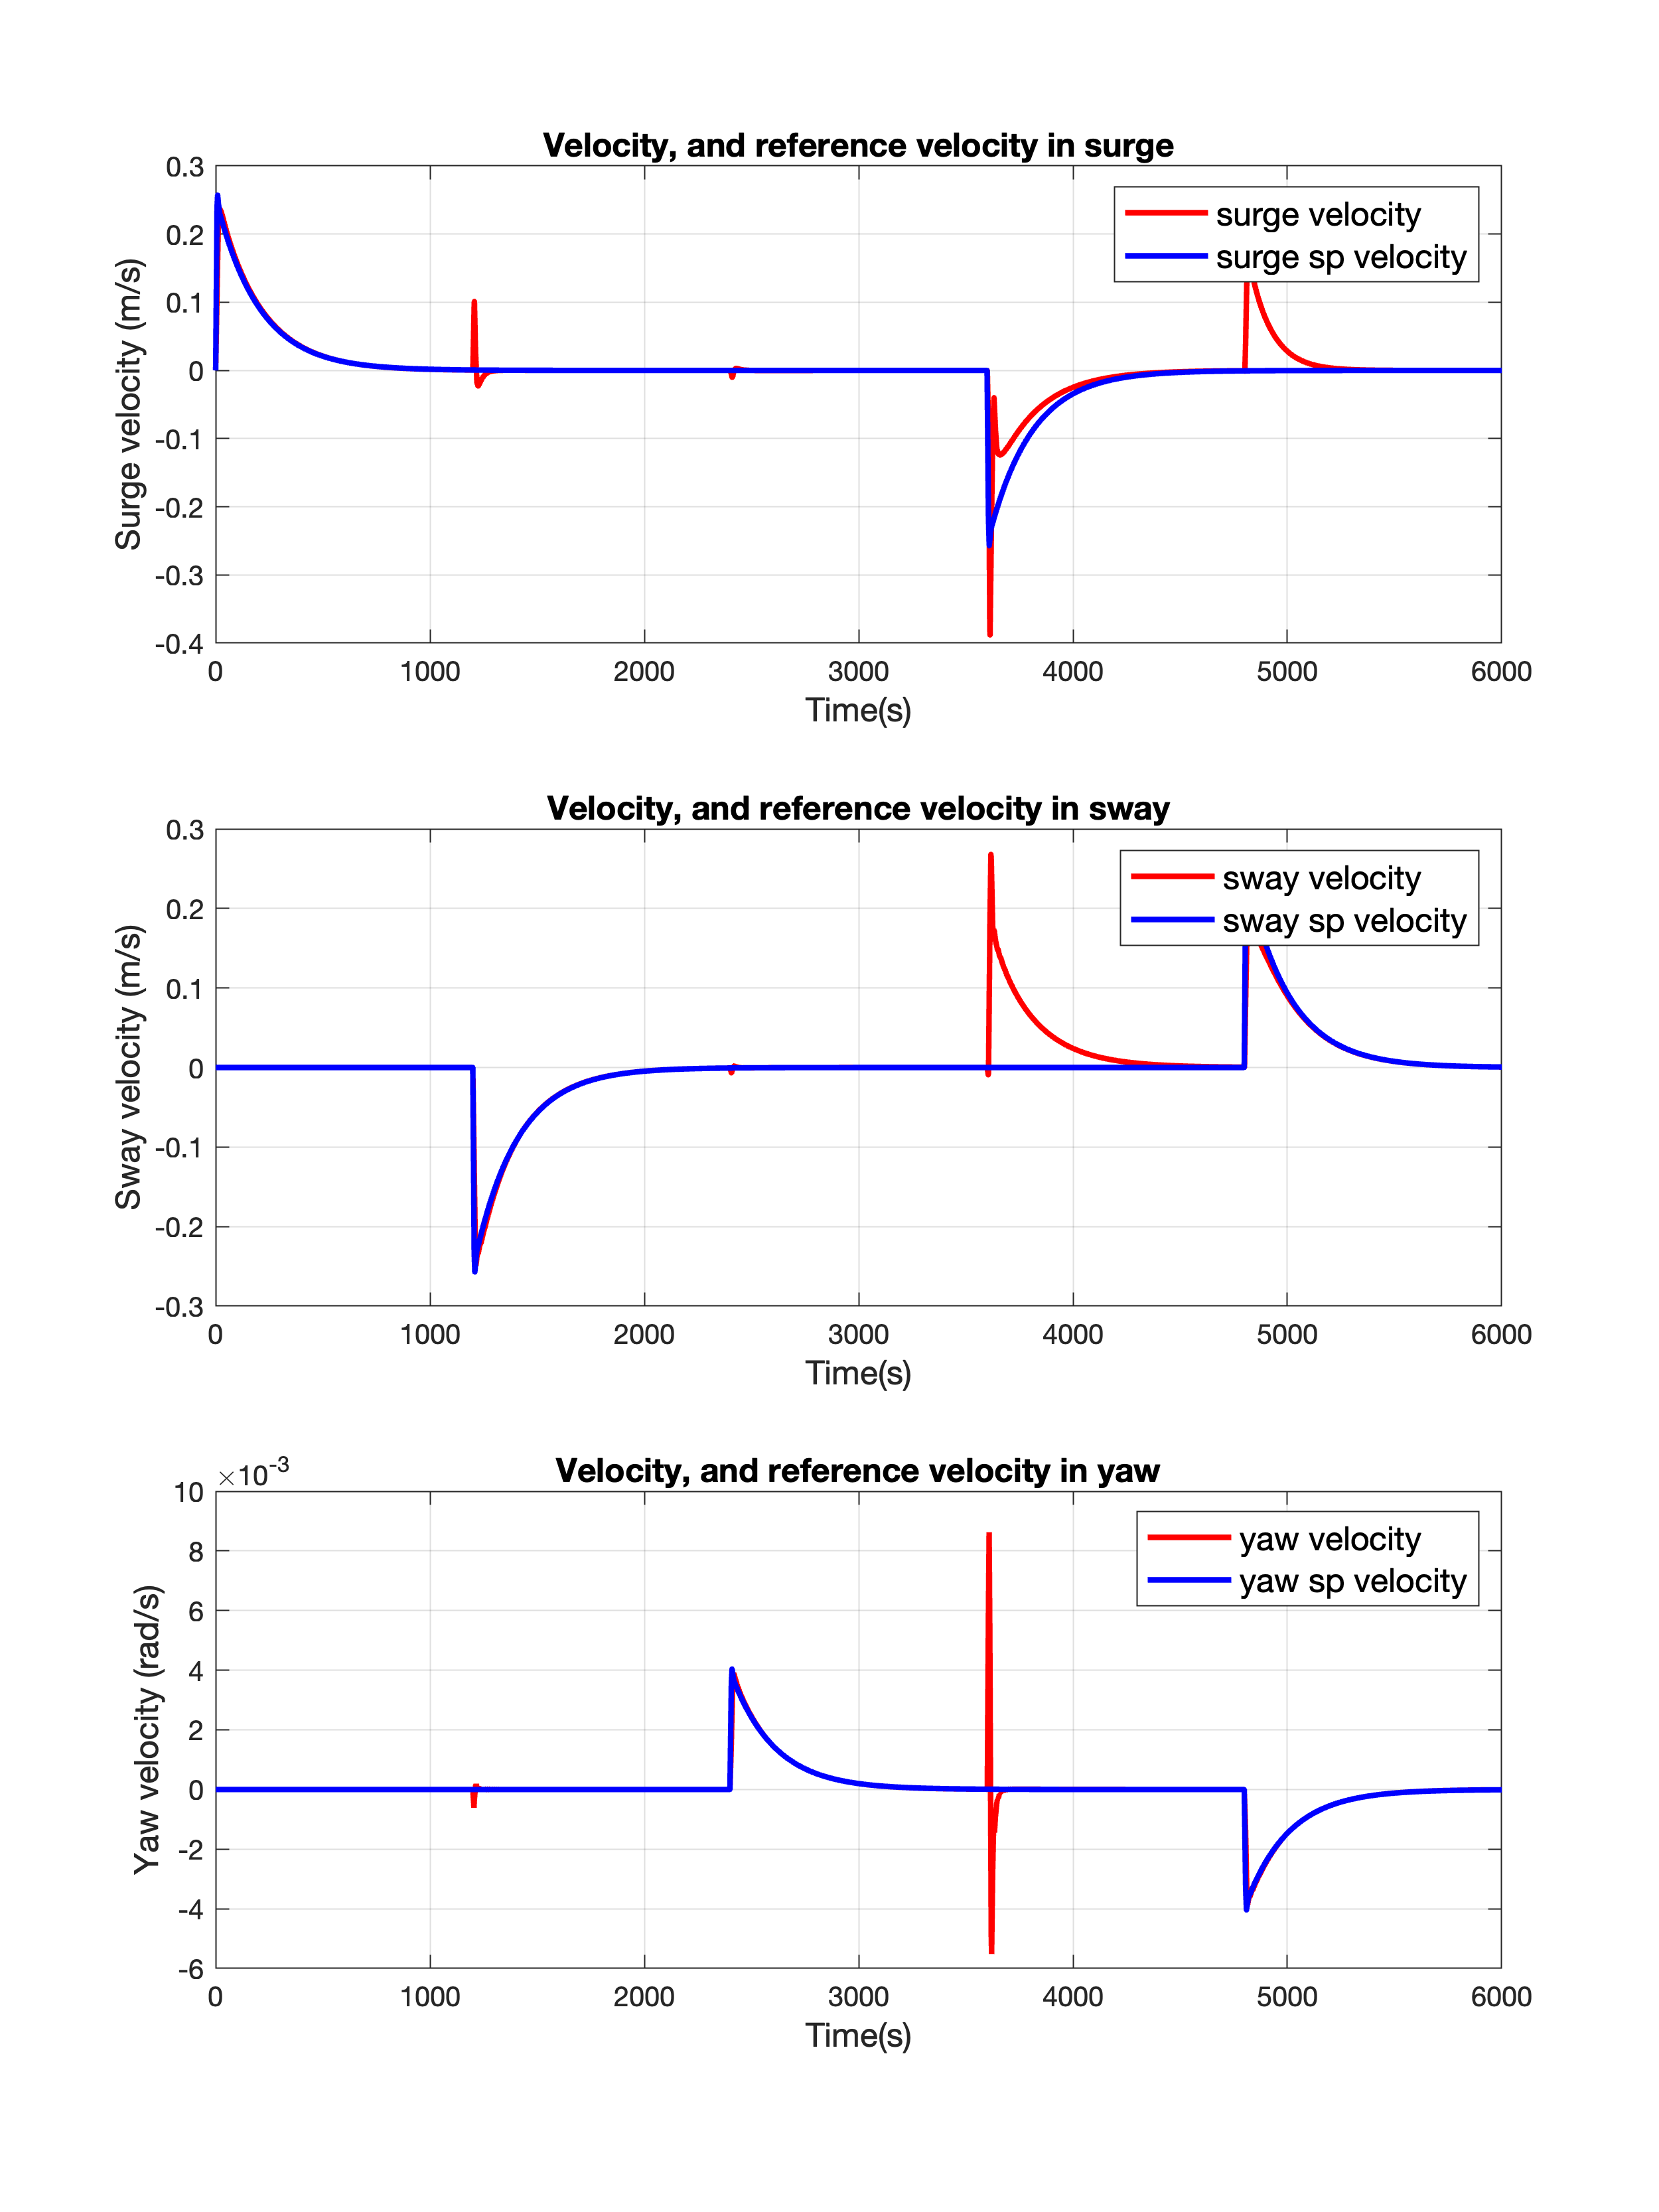 Velocity, and reference velocity in surge
0.3
0.2
0.1
0
-0.1
-0.2
-0.3
-0.4
Surge velocity (m/s)
surge velocity
surge sp velocity
0 1000 2000 3000 4000 5000 6000
Time(s)
Velocity, and reference velocity in sway
0.3
0.2
0.1
0
-0.1
-0.2
-0.3
Sway velocity (m/s)
sway velocity
sway sp velocity
0 1000 2000 3000 4000 5000 6000
Time(s)
Velocity, and reference velocity in yaw
×10⁻³
10
8
6
4
2
0
-2
-4
-6
Yaw velocity (rad/s)
yaw velocity
yaw sp velocity
0 1000 2000 3000 4000 5000 6000
Time(s)